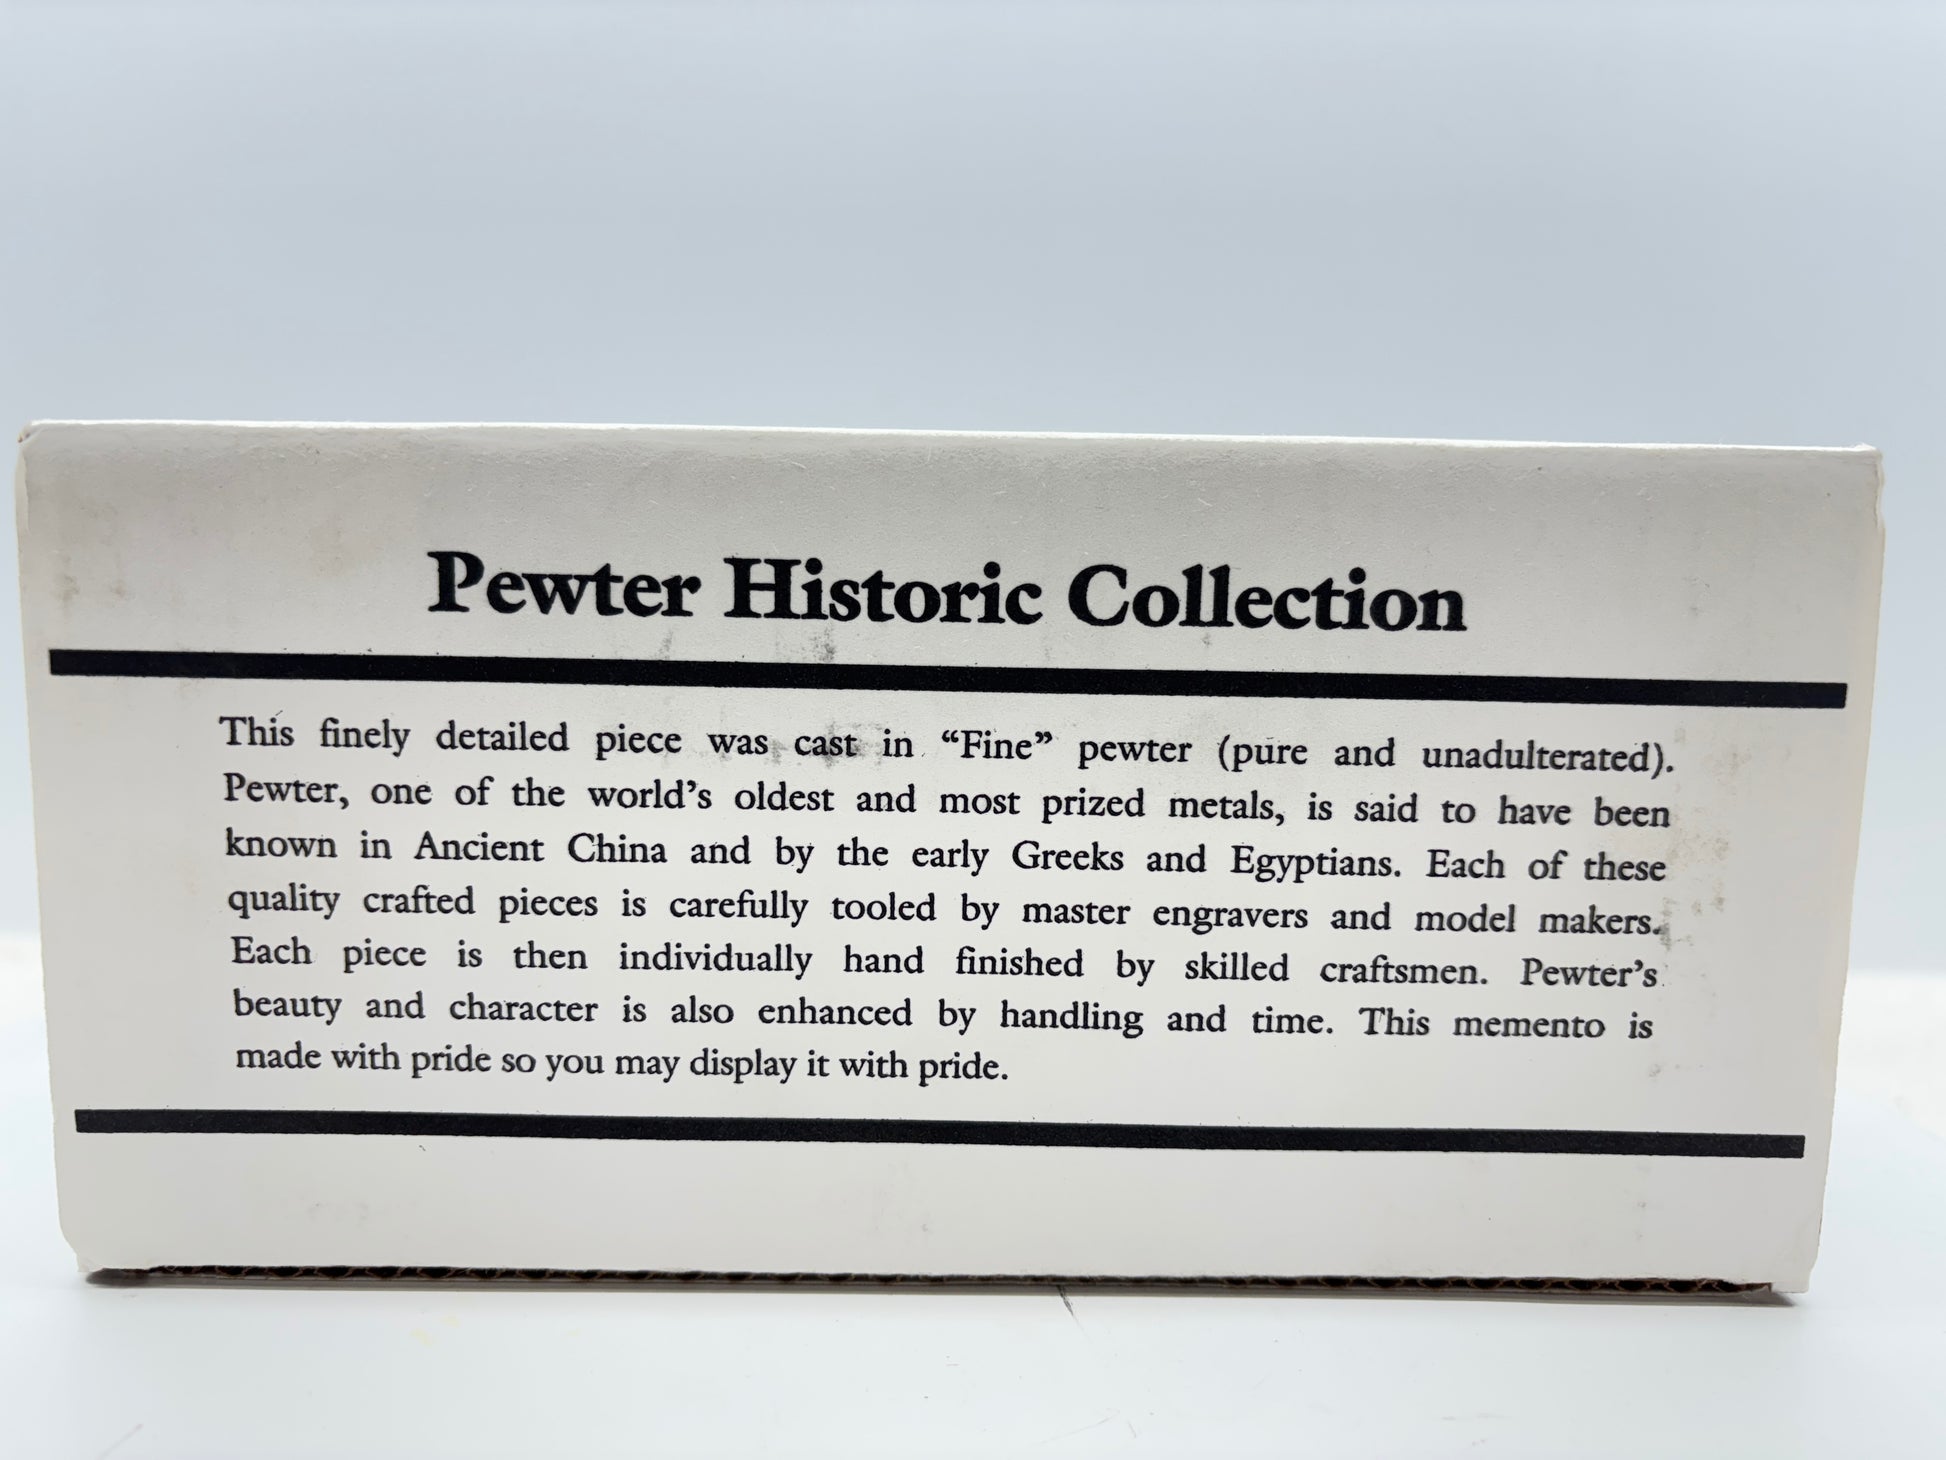 Pewter Historic Collection
This finely detailed piece was cast in “Fine” pewter (pure and unadulterated).
Pewter, one of the world’s oldest and most prized metals, is said to have been
known in Ancient China and by the early Greeks and Egyptians. Each of these
quality crafted pieces is carefully tooled by master engravers and model makers.
Each piece is then individually hand finished by skilled craftsmen. Pewter’s
beauty and character is also enhanced by handling and time. This memento is
made with pride so you may display it with pride.